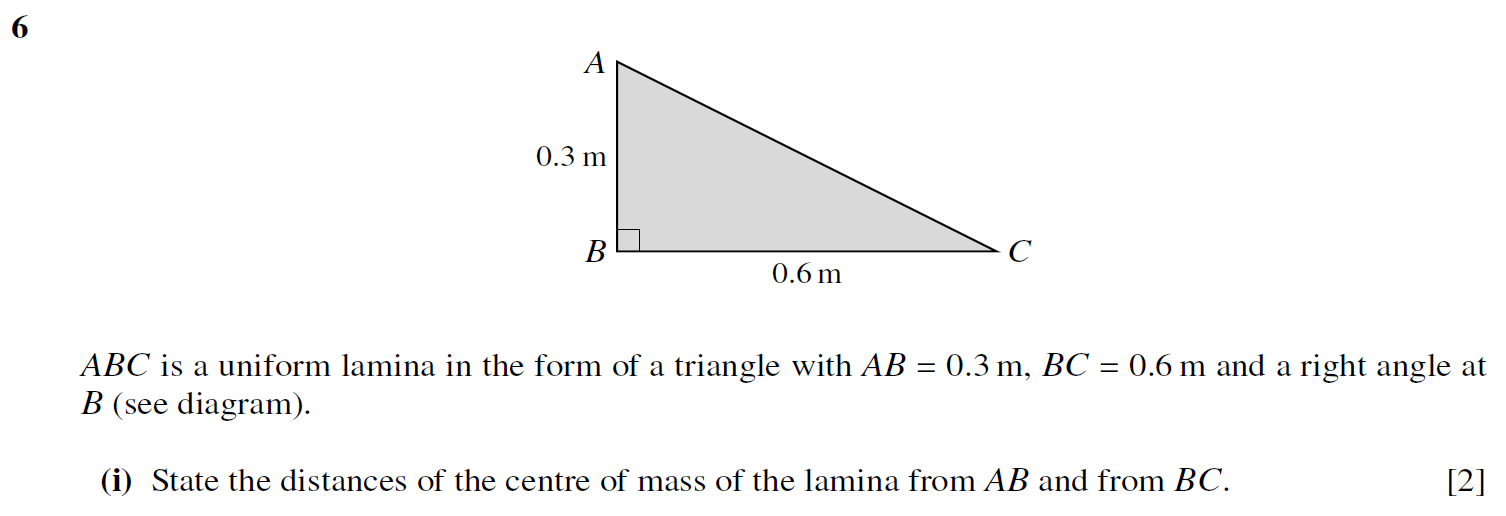 6
A
0.3 m
B
C
0.6 m
ABC is a uniform lamina in the form of a triangle with AB = 0.3 m, BC = 0.6 m and a right angle at
B (see diagram).
(i) State the distances of the centre of mass of the lamina from AB and from BC. [2]